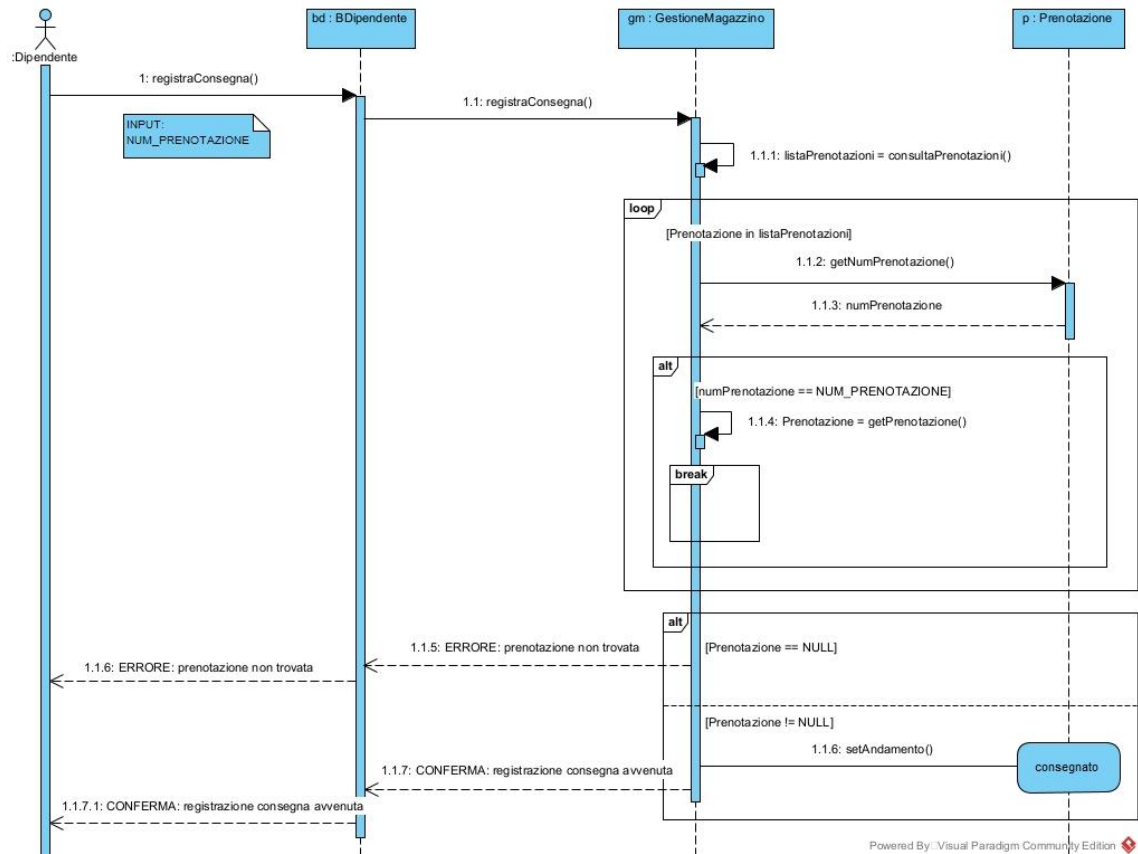 bd : BDipendente
gm : GestioneMagazzino
p : Prenotazione
:Dipendente
1: registraConsegna()
1.1: registraConsegna()
INPUT:
NUM_PRENOTAZIONE
1.1.1: listaPrenotazioni = consultaPrenotazioni()
loop
[Prenotazione in listaPrenotazioni]
1.1.2: getNumPrenotazione()
1.1.3: numPrenotazione
alt
[numPrenotazione == NUM_PRENOTAZIONE]
1.1.4: Prenotazione = getPrenotazione()
break
alt
1.1.5: ERRORE: prenotazione non trovata
[Prenotazione == NULL]
1.1.6: ERRORE: prenotazione non trovata
[Prenotazione != NULL]
1.1.6: setAndamento()
consegnato
1.1.7: CONFERMA: registrazione consegna avvenuta
1.1.7.1: CONFERMA: registrazione consegna avvenuta
Powered By Visual Paradigm Community Edition